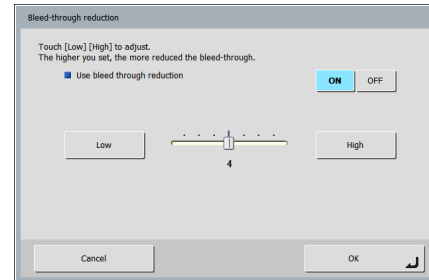 Bleed-through reduction
Touch [Low] [High] to adjust.
The higher you set, the more reduced the bleed-through.
Use bleed through reduction
ON OFF
Low
High
4
Cancel
OK